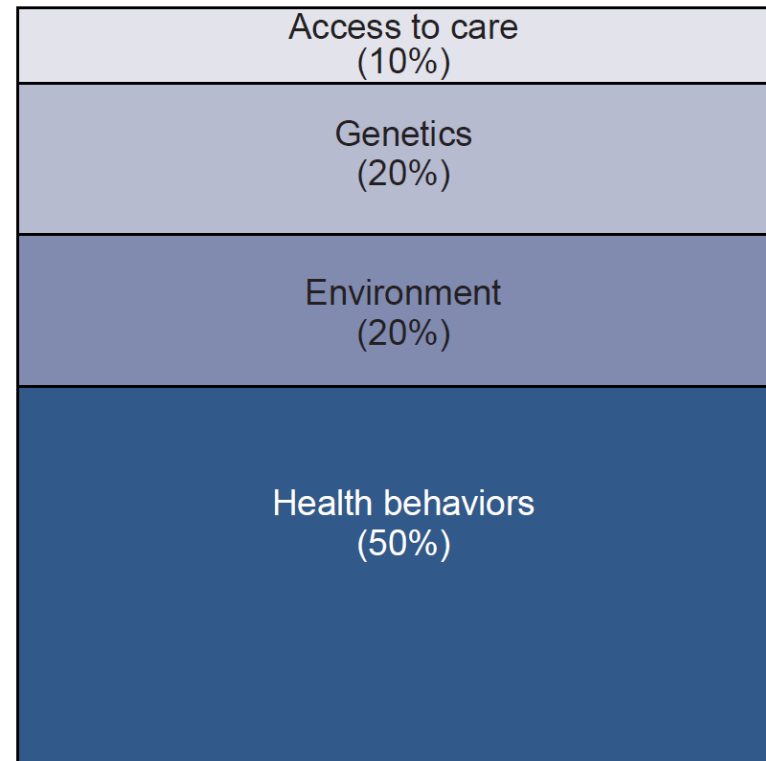 Access to care
(10%)
Genetics
(20%)
Environment
(20%)
Health behaviors
(50%)